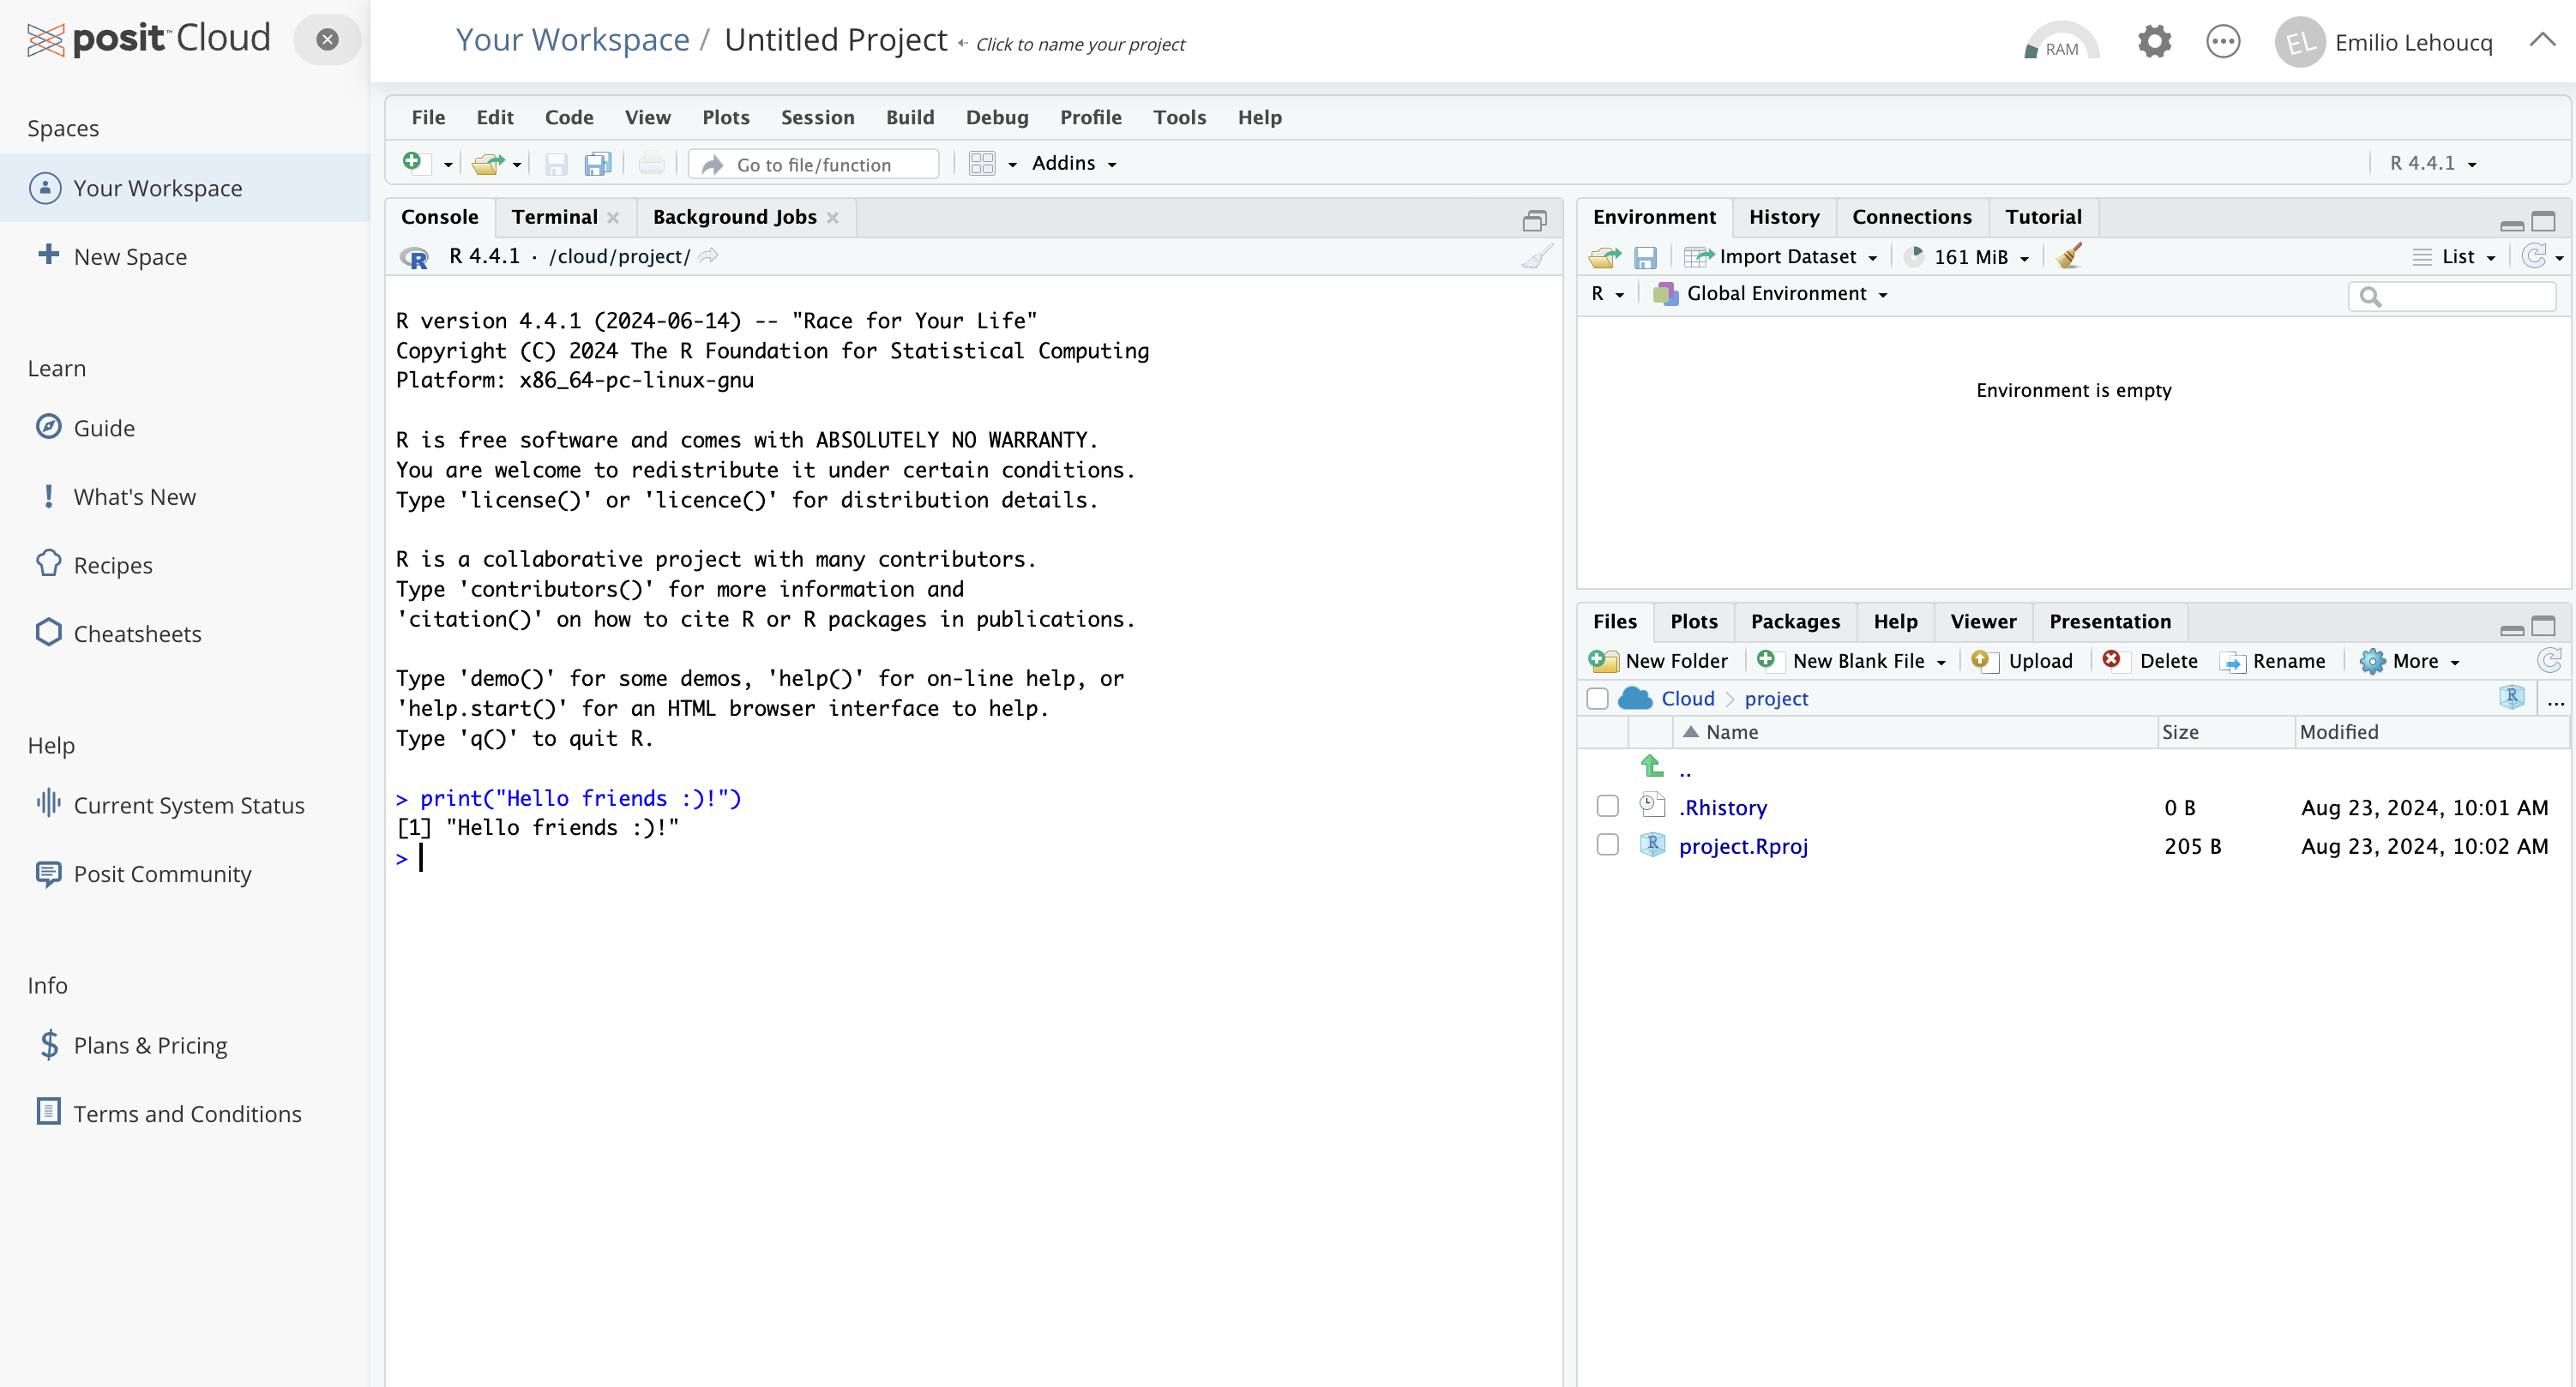 posit Cloud
Your Workspace / Untitled Project Click to name your project
RAM
EL Emilio Lehoucq
Spaces
Your Workspace
New Space
Learn
Guide
What's New
Recipes
Cheatsheets
Help
Current System Status
Posit Community
Info
Plans & Pricing
Terms and Conditions
File Edit Code View Plots Session Build Debug Profile Tools Help
Go to file/function Addins R 4.4.1
Console Terminal Background Jobs
R 4.4.1 · /cloud/project/
R version 4.4.1 (2024-06-14) -- "Race for Your Life"
Copyright (C) 2024 The R Foundation for Statistical Computing
Platform: x86_64-pc-linux-gnu
R is free software and comes with ABSOLUTELY NO WARRANTY.
You are welcome to redistribute it under certain conditions.
Type 'license()' or 'licence()' for distribution details.
R is a collaborative project with many contributors.
Type 'contributors()' for more information and
'citation()' on how to cite R or R packages in publications.
Type 'demo()' for some demos, 'help()' for on-line help, or
'help.start()' for an HTML browser interface to help.
Type 'q()' to quit R.
> print("Hello friends :)!")
[1] "Hello friends :)!"
>
Environment History Connections Tutorial
Import Dataset 161 MiB List
R Global Environment
Environment is empty
Files Plots Packages Help Viewer Presentation
New Folder New Blank File Upload Delete Rename More
Cloud > project R ...
Name Size Modified
..
.Rhistory 0 B Aug 23, 2024, 10:01 AM
project.Rproj 205 B Aug 23, 2024, 10:02 AM